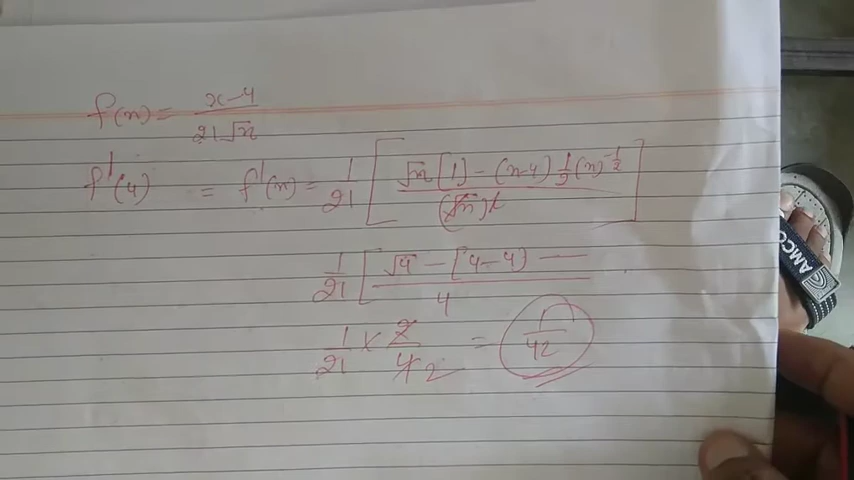 f(x) = x-4 / 21√x
f'(4) = f'(x) = 1/21 [ √x [1] - (x-4) 1/2 (x)^-1/2 / (√x)^2 ]
1/21 [ √4 - [4-4) — / 4
1/21 × 2/4 2 = 1/42
AMCO